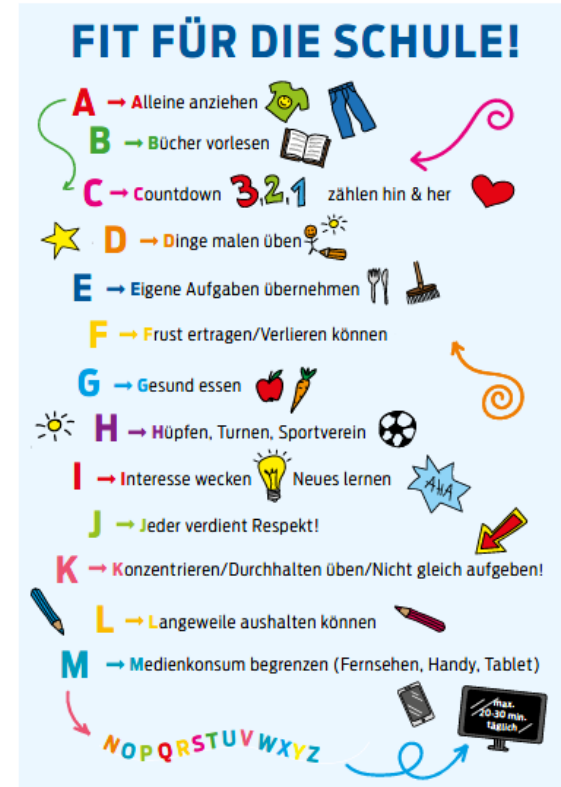 FIT FÜR DIE SCHULE!
A → Alleine anziehen
B → Bücher vorlesen
C → Countdown 3,2,1 zählen hin & her
D → Dinge malen üben
E → Eigene Aufgaben übernehmen
F → Frust ertragen/Verlieren können
G → Gesund essen
H → Hüpfen, Turnen, Sportverein
I → Interesse wecken Neues lernen
AHA
J → Jeder verdient Respekt!
K → Konzentrieren/Durchhalten üben/Nicht gleich aufgeben!
L → Langeweile aushalten können
M → Medienkonsum begrenzen (Fernsehen, Handy, Tablet)
NOPQRSTUVWXYZ
max.
20-30 min.
täglich